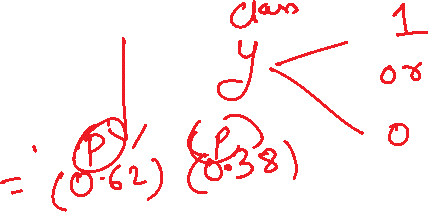 class
1
y
or
0
p p
= (0.62) (0.38)